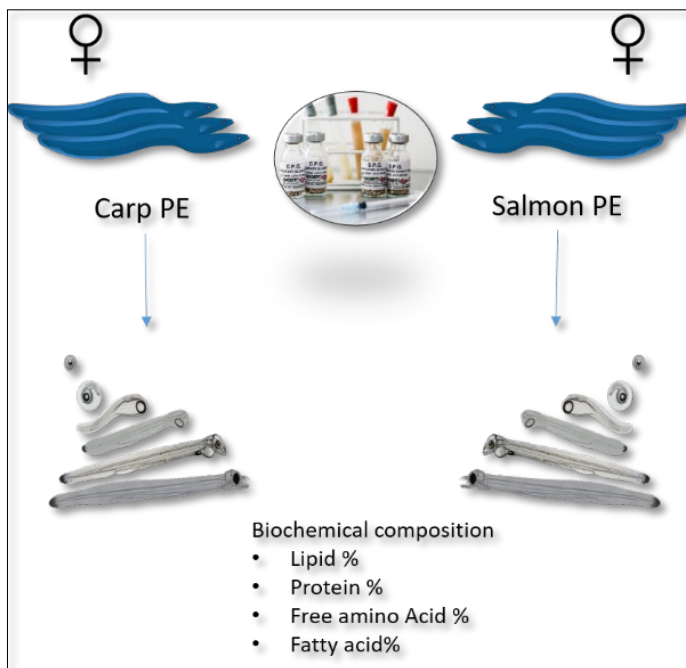 Carp PE
Salmon PE
C.P.G.
S.P.G.
Biochemical composition
• Lipid %
• Protein %
• Free amino Acid %
• Fatty acid%